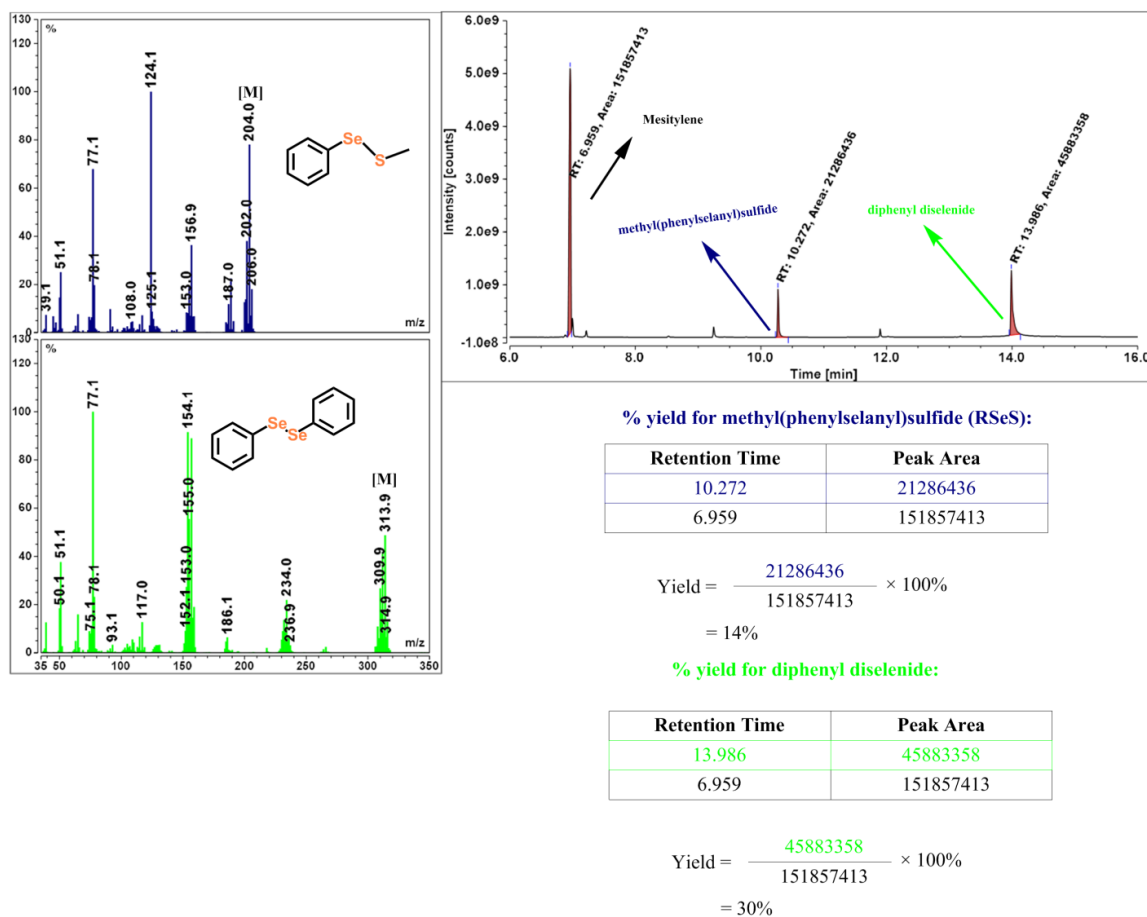 130
%
120
100
80
60
40
20
0
39.1
51.1
77.1
78.1
108.0
124.1
125.1
153.0
156.9
187.0
[M]
204.0
202.0
206.0
m/z
Se
S
130
%
120
100
80
60
40
20
0
50.1
51.1
75.1
77.1
78.1
93.1
117.0
152.1
153.0
154.1
155.0
186.1
234.0
236.9
[M]
313.9
309.9
314.9
m/z
Se
Se
35
50
100
150
200
250
300
350
6.0e9
5.0e9
4.0e9
3.0e9
2.0e9
1.0e9
-1.0e8
Intensity [counts]
RT: 6.959, Area: 151857413
Mesitylene
methyl(phenylselanyl)sulfide
RT: 10.272, Area: 21286436
diphenyl diselenide
RT: 13.986, Area: 45883358
6.0
8.0
10.0
12.0
14.0
16.0
Time [min]
% yield for methyl(phenylselanyl)sulfide (RSeS):
Retention Time Peak Area
10.272 21286436
6.959 151857413
21286436
Yield = × 100%
151857413
= 14%
% yield for diphenyl diselenide:
Retention Time Peak Area
13.986 45883358
6.959 151857413
45883358
Yield = × 100%
151857413
= 30%